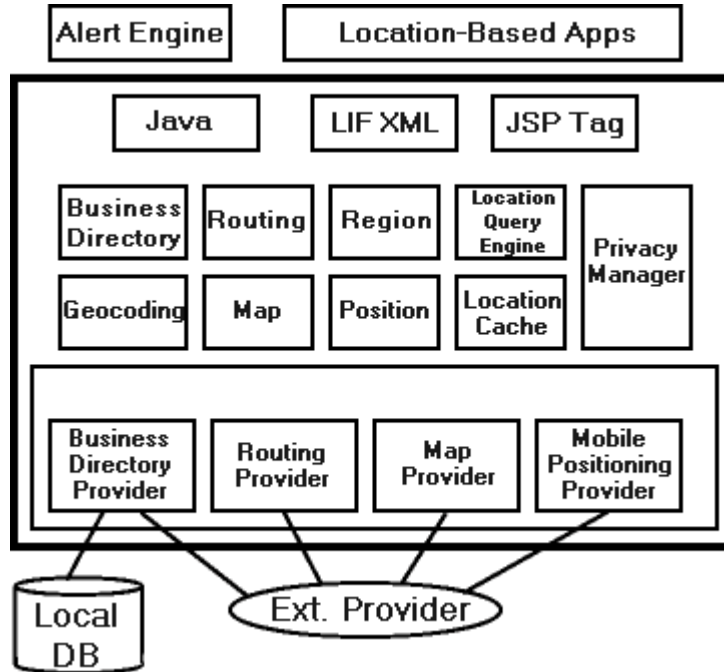 Alert Engine
Location-Based Apps
Java
LIF XML
JSP Tag
Business
Directory
Routing
Region
Location
Query
Engine
Privacy
Manager
Geocoding
Map
Position
Location
Cache
Business
Directory
Provider
Routing
Provider
Map
Provider
Mobile
Positioning
Provider
Local
DB
Ext. Provider